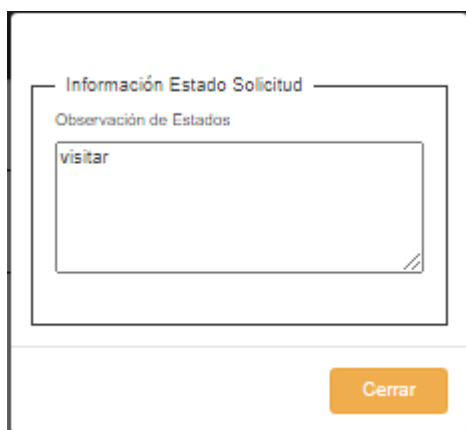 Información Estado Solicitud
Observación de Estados
visitar
Cerrar